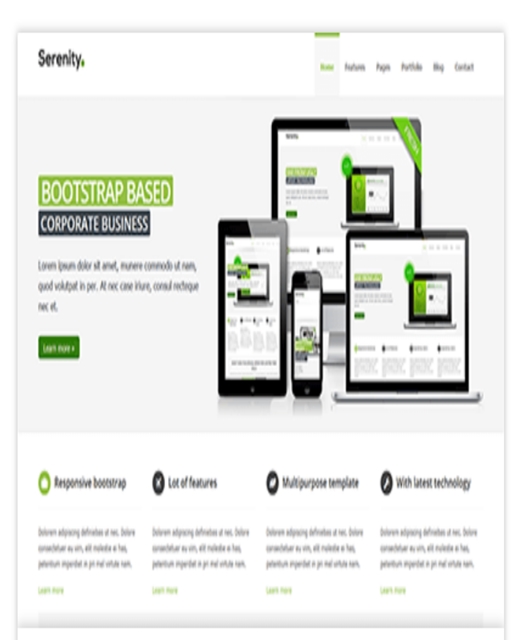 Serenity.
Home Features Pages Portfolio Blog Contact
BOOTSTRAP BASED
CORPORATE BUSINESS
Lorem ipsum dolor sit amet, munere commodo ut nam,
quod volutpat in per. At nec case iriure, consul recteque
nec et.
Learn more »
Responsive bootstrap
Dolorem adipiscing definiebas ut nec. Dolore
consectetuer eu vim, elit molestie ei has,
petentium imperdiet in pri mel virtute nam.
Learn more
Lot of features
Dolorem adipiscing definiebas ut nec. Dolore
consectetuer eu vim, elit molestie ei has,
petentium imperdiet in pri mel virtute nam.
Learn more
Multipurpose template
Dolorem adipiscing definiebas ut nec. Dolore
consectetuer eu vim, elit molestie ei has,
petentium imperdiet in pri mel virtute nam.
Learn more
With latest technology
Dolorem adipiscing definiebas ut nec. Dolore
consectetuer eu vim, elit molestie ei has,
petentium imperdiet in pri mel virtute nam.
Learn more